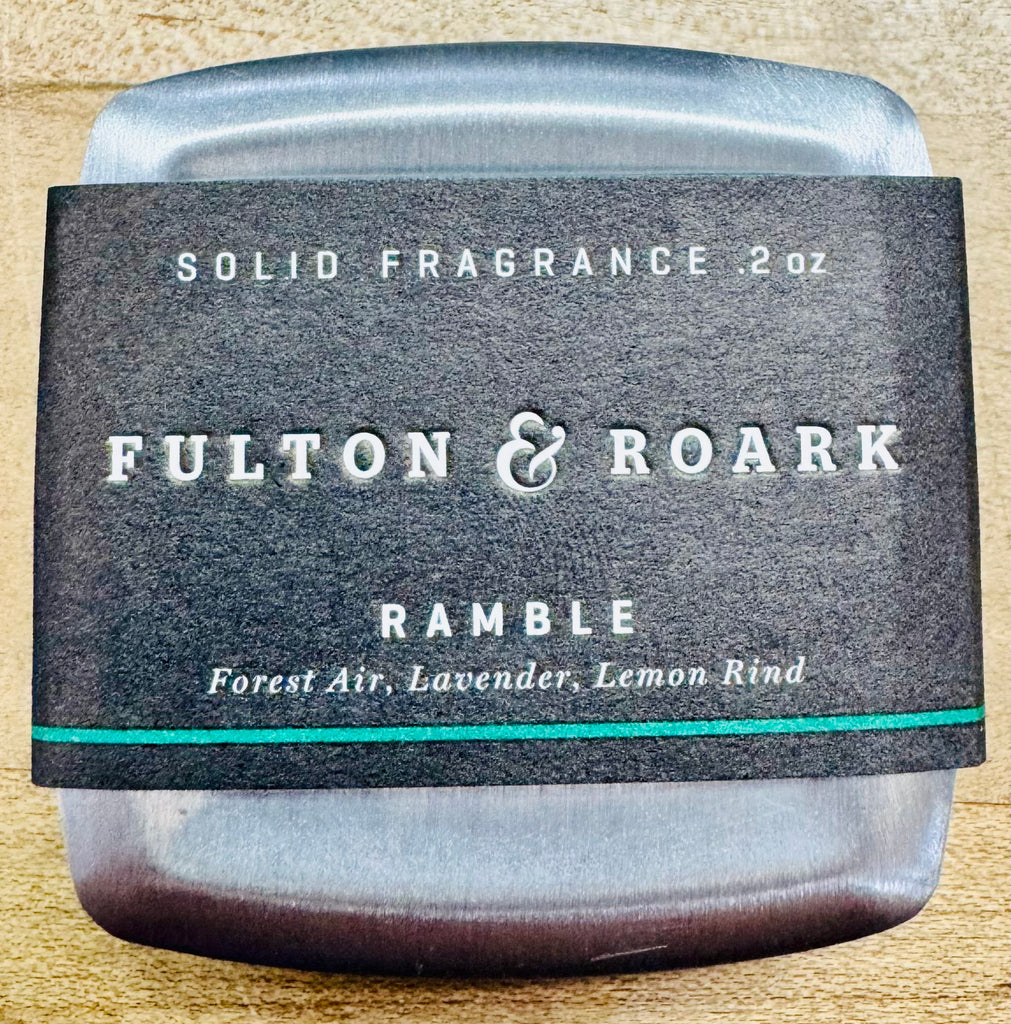 SOLID FRAGRANCE .2 oz
FULTON & ROARK
RAMBLE
Forest Air, Lavender, Lemon Rind